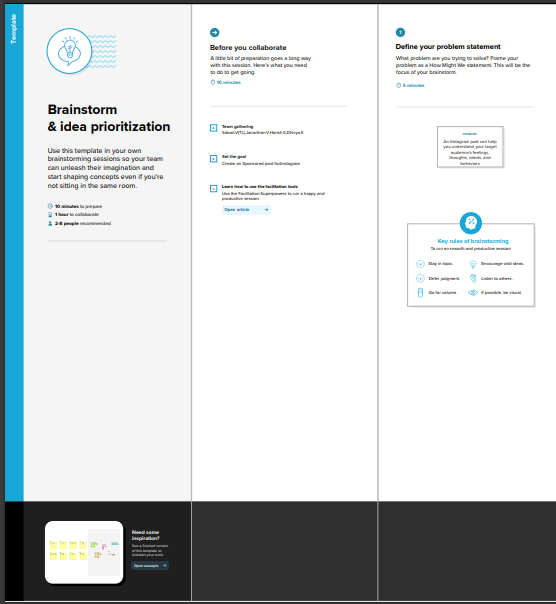 Template
Brainstorm
& idea prioritization
Use this template in your own
brainstorming sessions so your team
can unleash their imagination and
start shaping concepts even if you're
not sitting in the same room.
10 minutes to prepare
1 hour to collaborate
2-8 people recommended
Need some
inspiration?
See a finished version
of this template to
kickstart your work.
Open example
Before you collaborate
A little bit of preparation goes a long way
with this session. Here's what you need
to do to get going.
10 minutes
Team gathering
Set the goal
Create an Sponsored post for Instagram
Learn how to use the facilitation tools
Use the Facilitation Superpowers to run a happy and
productive session.
Open article
1
Define your problem statement
What problem are you trying to solve? Frame your
problem as a How Might We statement. This will be the
focus of your brainstorm.
5 minutes
PROBLEM
An Instagram post can help
you understand your target
audience's feelings,
thoughts, needs, and
behaviors
Key rules of brainstorming
To run an smooth and productive session
Stay in topic.
Encourage wild ideas.
Defer judgment.
Listen to others.
Go for volume.
If possible, be visual.